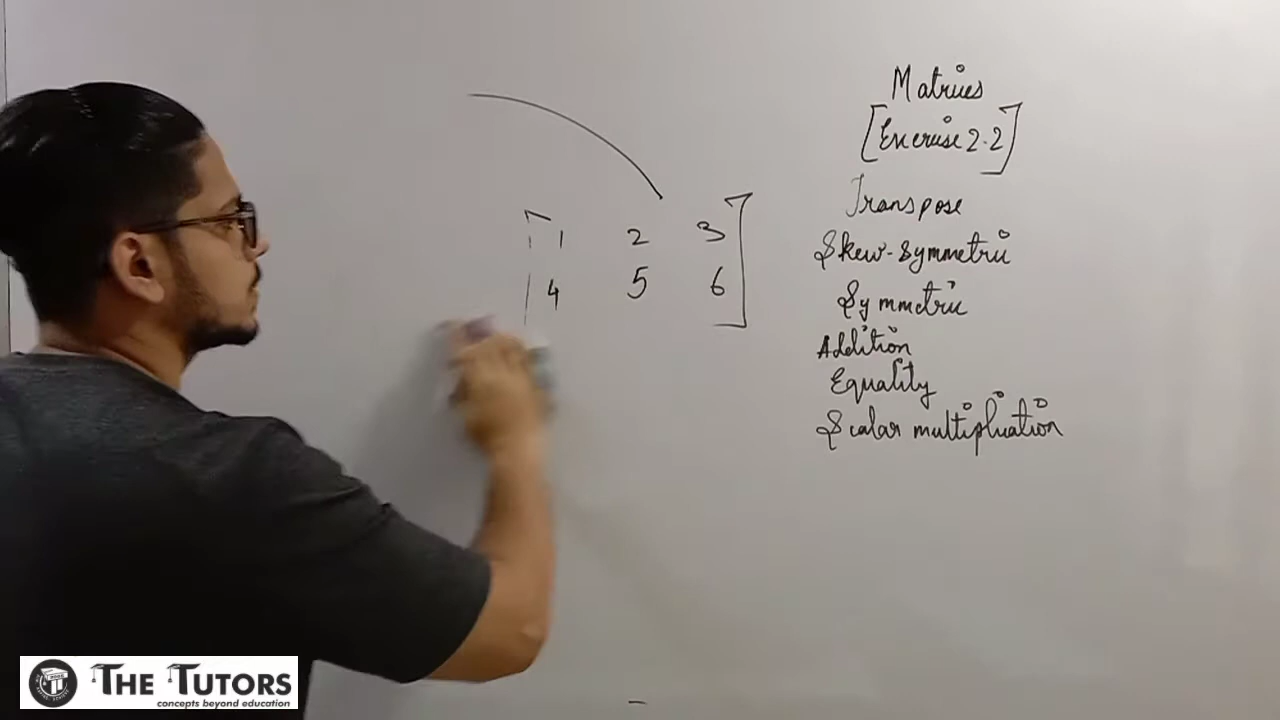 Matrices
[Exercise 2.2]
Transpose
Skew-Symmetric
Symmetric
Addition
Equality
Scalar multiplication
1 2 3
4 5 6
THE TUTORS
concepts beyond education